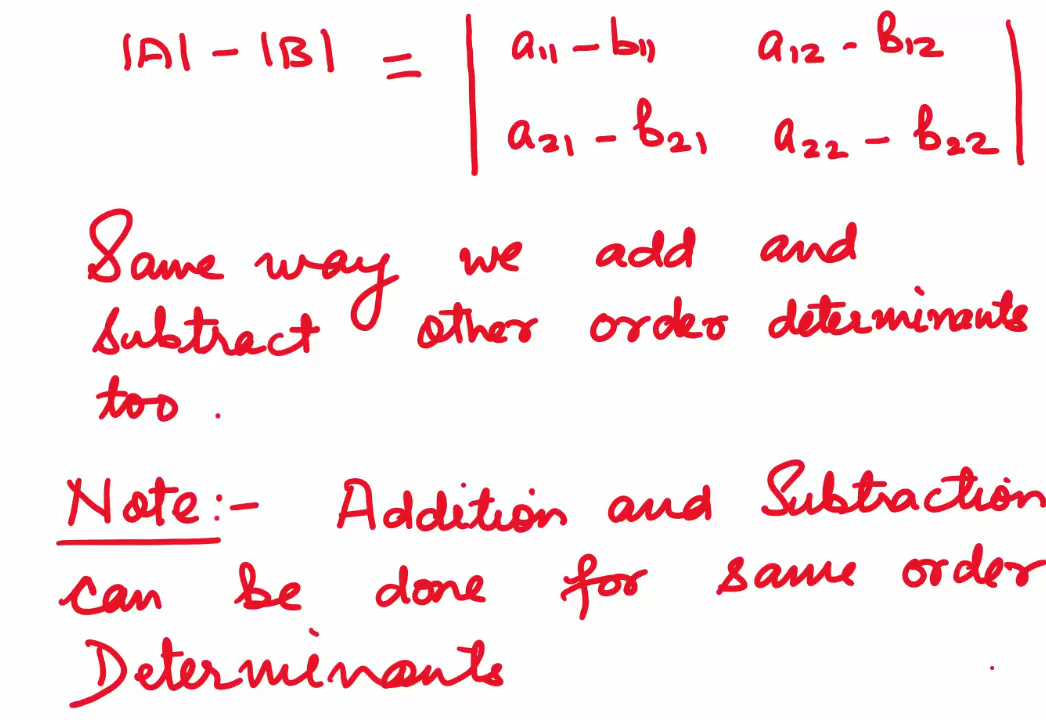 |A| - |B| = | a11 - b11 a12 - b12 |
| a21 - b21 a22 - b22 |
Same way we add and
subtract other order determinants
too .
Note:- Addition and Subtraction
can be done for same order
Determinants